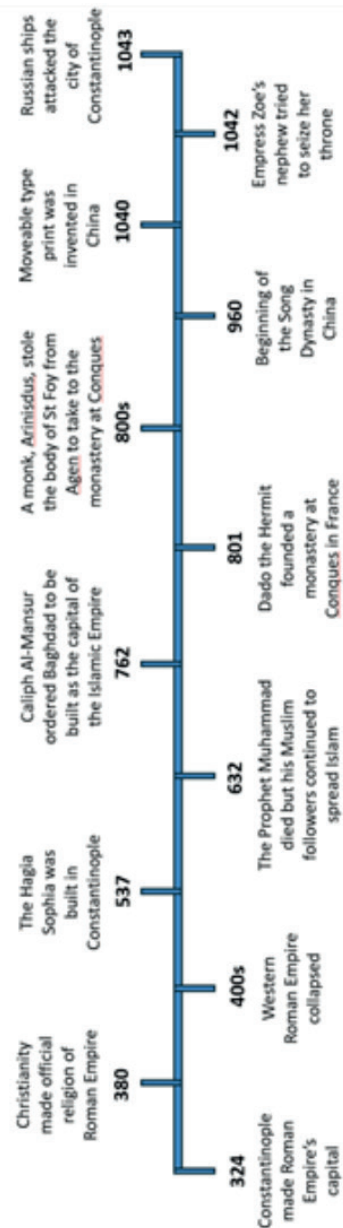 Constantinople
made Roman
Empire's
capital
324
Christianity
made official
religion of
Roman Empire
380
400s
Western
Roman Empire
collapsed
The Hagia
Sophia was
built in
Constantinople
537
632
The Prophet Muhammad
died but his Muslim
followers continued to
spread Islam
Caliph Al-Mansur
ordered Baghdad to be
built as the capital of
the Islamic Empire
762
801
Dado the Hermit
founded a
monastery at
Conques in France
A monk, Arinisdus, stole
the body of St Foy from
Agen to take to the
monastery at Conques
800s
960
Beginning of
the Song
Dynasty in
China
Moveable type
print was
invented in
China
1040
1042
Empress Zoe's
nephew tried
to seize her
throne
Russian ships
attacked the
city of
Constantinople
1043